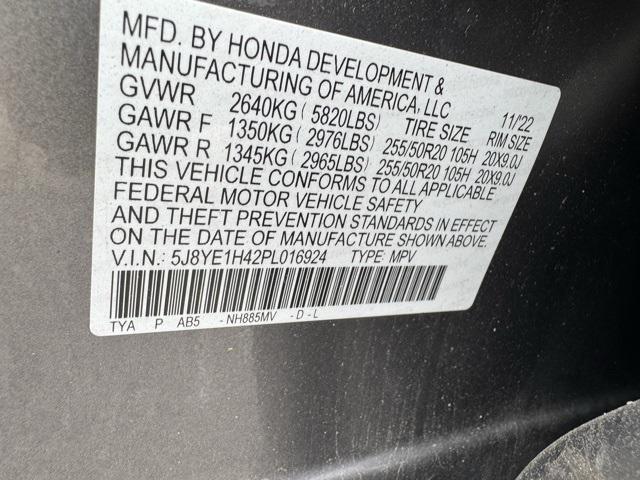 MFD. BY HONDA DEVELOPMENT &
MANUFACTURING OF AMERICA, LLC 11/22
GVWR 2640KG ( 5820LBS) TIRE SIZE RIM SIZE
GAWR F 1350KG ( 2976LBS) 255/50R20 105H 20X9.0J
GAWR R 1345KG ( 2965LBS) 255/50R20 105H 20X9.0J
THIS VEHICLE CONFORMS TO ALL APPLICABLE
FEDERAL MOTOR VEHICLE SAFETY
AND THEFT PREVENTION STANDARDS IN EFFECT
ON THE DATE OF MANUFACTURE SHOWN ABOVE.
V.I.N.: 5J8YE1H42PL016924 TYPE: MPV
TYA P AB5 - NH885MV - D - L